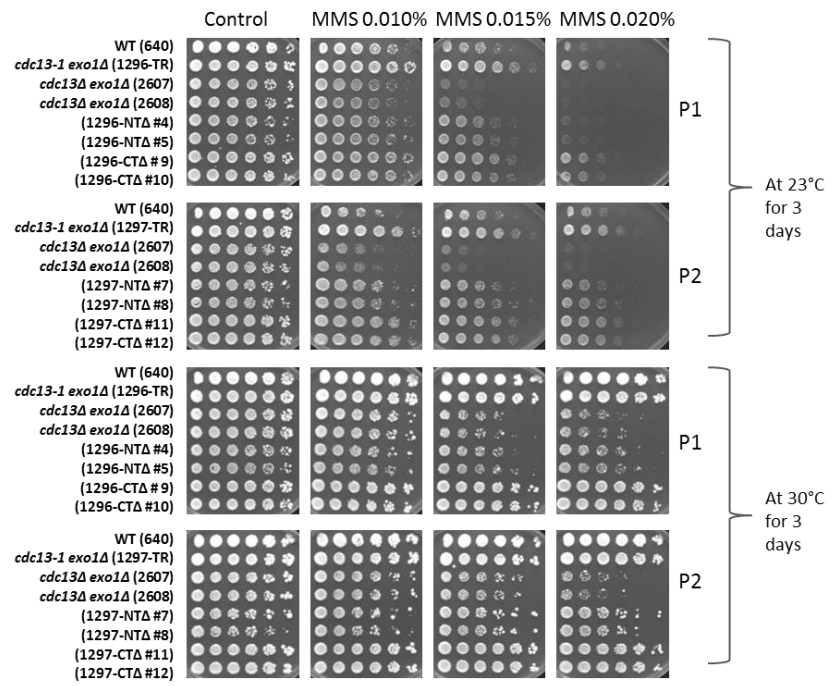 Control MMS 0.010% MMS 0.015% MMS 0.020%
WT (640)
cdc13-1 exo1Δ (1296-TR)
cdc13Δ exo1Δ (2607)
cdc13Δ exo1Δ (2608)
(1296-NTΔ #4)
(1296-NTΔ #5)
(1296-CTΔ # 9)
(1296-CTΔ #10)
P1
WT (640)
cdc13-1 exo1Δ (1297-TR)
cdc13Δ exo1Δ (2607)
cdc13Δ exo1Δ (2608)
(1297-NTΔ #7)
(1297-NTΔ #8)
(1297-CTΔ #11)
(1297-CTΔ #12)
P2
At 23°C
for 3
days
WT (640)
cdc13-1 exo1Δ (1296-TR)
cdc13Δ exo1Δ (2607)
cdc13Δ exo1Δ (2608)
(1296-NTΔ #4)
(1296-NTΔ #5)
(1296-CTΔ # 9)
(1296-CTΔ #10)
P1
WT (640)
cdc13-1 exo1Δ (1297-TR)
cdc13Δ exo1Δ (2607)
cdc13Δ exo1Δ (2608)
(1297-NTΔ #7)
(1297-NTΔ #8)
(1297-CTΔ #11)
(1297-CTΔ #12)
P2
At 30°C
for 3
days